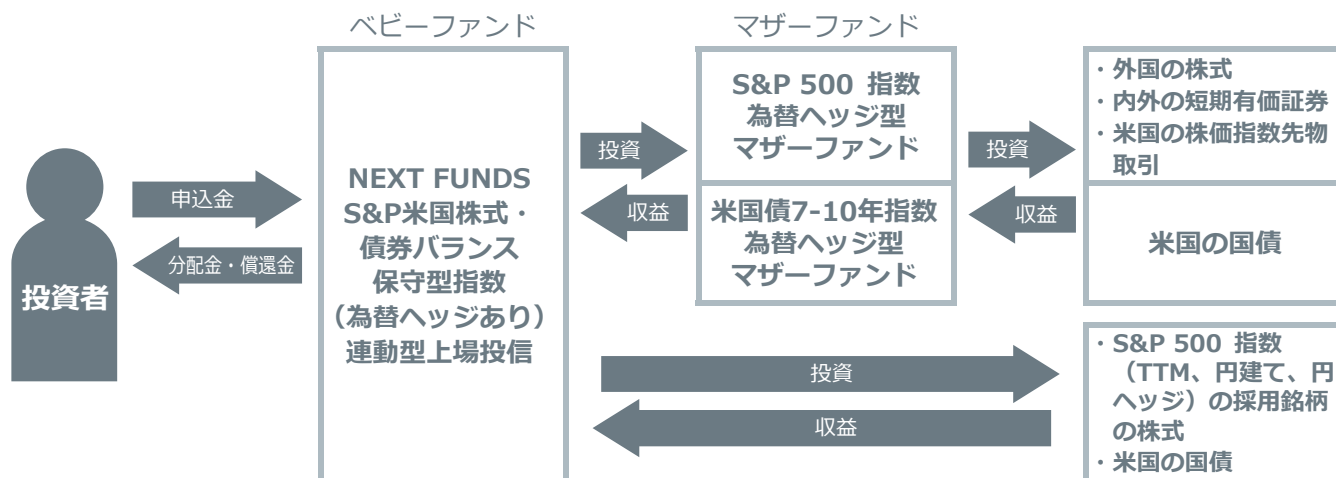 ベビーファンド
マザーファンド
投資者
申込金
分配金・償還金
NEXT FUNDS
S&P米国株式・
債券バランス
保守型指数
（為替ヘッジあり）
連動型上場投信
投資
収益
S&P 500 指数
為替ヘッジ型
マザーファンド
米国債7-10年指数
為替ヘッジ型
マザーファンド
投資
収益
・外国の株式
・内外の短期有価証券
・米国の株価指数先物
取引
米国の国債
投資
収益
・S&P 500 指数
（TTM、円建て、円
ヘッジ）の採用銘柄
の株式
・米国の国債